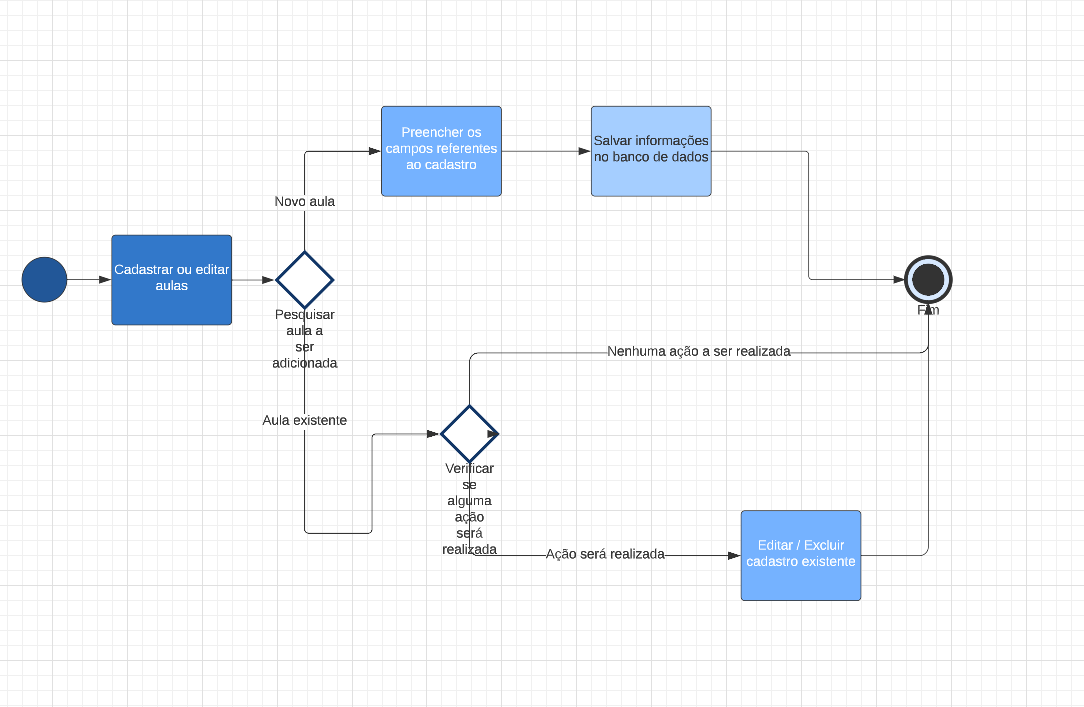 Preencher os
campos referentes
ao cadastro
Salvar informações
no banco de dados
Novo aula
Cadastrar ou editar
aulas
Pesquisar
aula a
ser
adicionada
Fim
Nenhuma ação a ser realizada
Aula existente
Verificar
se
alguma
ação
será
realizada
Ação será realizada
Editar / Excluir
cadastro existente